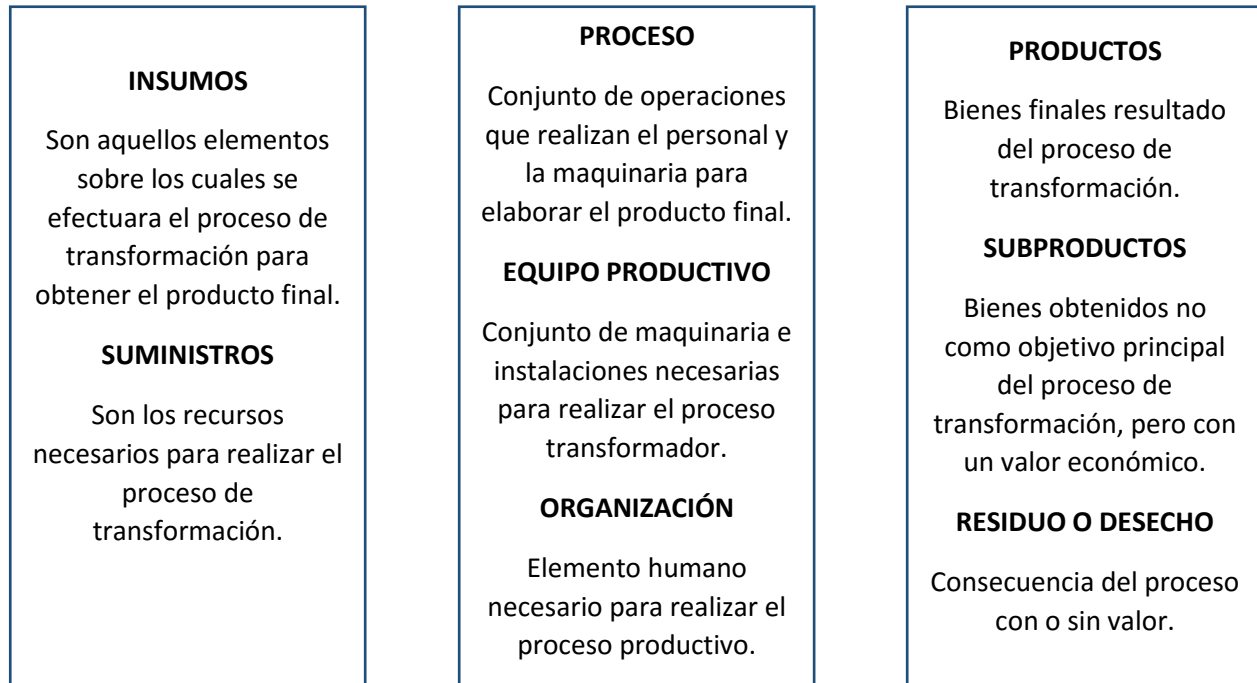 INSUMOS
Son aquellos elementos
sobre los cuales se
efectuara el proceso de
transformación para
obtener el producto final.
SUMINISTROS
Son los recursos
necesarios para realizar el
proceso de
transformación.
PROCESO
Conjunto de operaciones
que realizan el personal y
la maquinaria para
elaborar el producto final.
EQUIPO PRODUCTIVO
Conjunto de maquinaria e
instalaciones necesarias
para realizar el proceso
transformador.
ORGANIZACIÓN
Elemento humano
necesario para realizar el
proceso productivo.
PRODUCTOS
Bienes finales resultado
del proceso de
transformación.
SUBPRODUCTOS
Bienes obtenidos no
como objetivo principal
del proceso de
transformación, pero con
un valor económico.
RESIDUO O DESECHO
Consecuencia del proceso
con o sin valor.